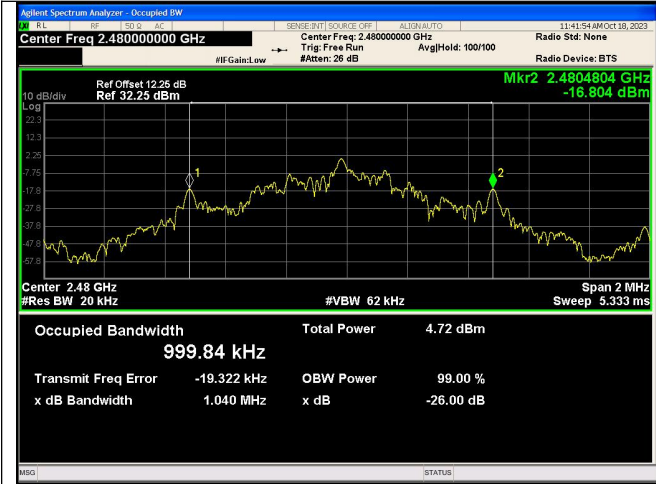 Agilent Spectrum Analyzer - Occupied BW
RL RF 50 Ω AC SENSE:INT SOURCE OFF ALIGN AUTO 11:41:54 AM Oct 18, 2023
Center Freq 2.480000000 GHz Center Freq: 2.480000000 GHz Radio Std: None
Trig: Free Run Avg|Hold: 100/100
#IFGain:Low #Atten: 26 dB Radio Device: BTS
Mkr2 2.4804804 GHz
Ref Offset 12.25 dB
10 dB/div Ref 32.25 dBm -16.804 dBm
Log
22.3
12.3
2.25
-7.75
1
2
-17.8
-27.8
-37.8
-47.8
-57.8
Center 2.48 GHz Span 2 MHz
#Res BW 20 kHz #VBW 62 kHz Sweep 5.333 ms
Occupied Bandwidth Total Power 4.72 dBm
999.84 kHz
Transmit Freq Error -19.322 kHz OBW Power 99.00 %
x dB Bandwidth 1.040 MHz x dB -26.00 dB
MSG STATUS